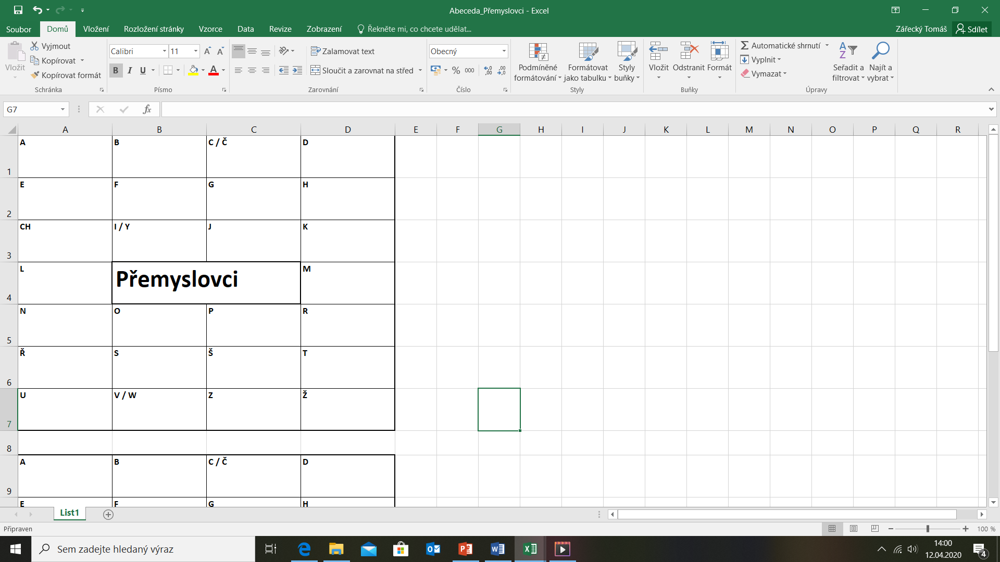 Abeceda_Přemyslovci - Excel
Soubor Domů Vložení Rozložení stránky Vzorce Data Revize Zobrazení Řekněte mi, co chcete udělat... Zářecký Tomáš Sdílet
Vložit
Vyjmout
Kopírovat
Kopírovat formát
Schránka
Calibri 11 A A
B I U A
Písmo
Zalamovat text
Sloučit a zarovnat na střed
Zarovnání
Obecný
% 000 ,00
Číslo
Podmíněné formátování
Formátovat jako tabulku
Styly buňky
Styly
Vložit Odstranit Formát
Buňky
Automatické shrnutí
Vyplnit
Vymazat
Seřadit a filtrovat
Najít a vybrat
Úpravy
G7 fx
A B C D E F G H I J K L M N O P Q R
1 A B C / Č D
2 E F G H
3 CH I / Y J K
4 L Přemyslovci M
5 N O P R
6 Ř S Š T
7 U V / W Z Ž
8
9 A B C / Č D
E F G H
List1
Připraven 100 %
Sem zadejte hledaný výraz
14:00
12.04.2020
4